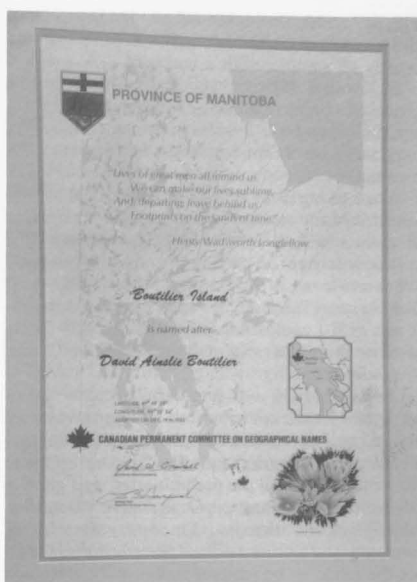 PROVINCE OF MANITOBA
"Lives of great men all remind us
We can make our lives sublime,
And, departing, leave behind us
Footprints on the sands of time"
Henry Wadsworth Longfellow
Boutilier Island
is named after
David Ainslie Boutilier
LATITUDE
LONGITUDE
CANADIAN PERMANENT COMMITTEE ON GEOGRAPHICAL NAMES